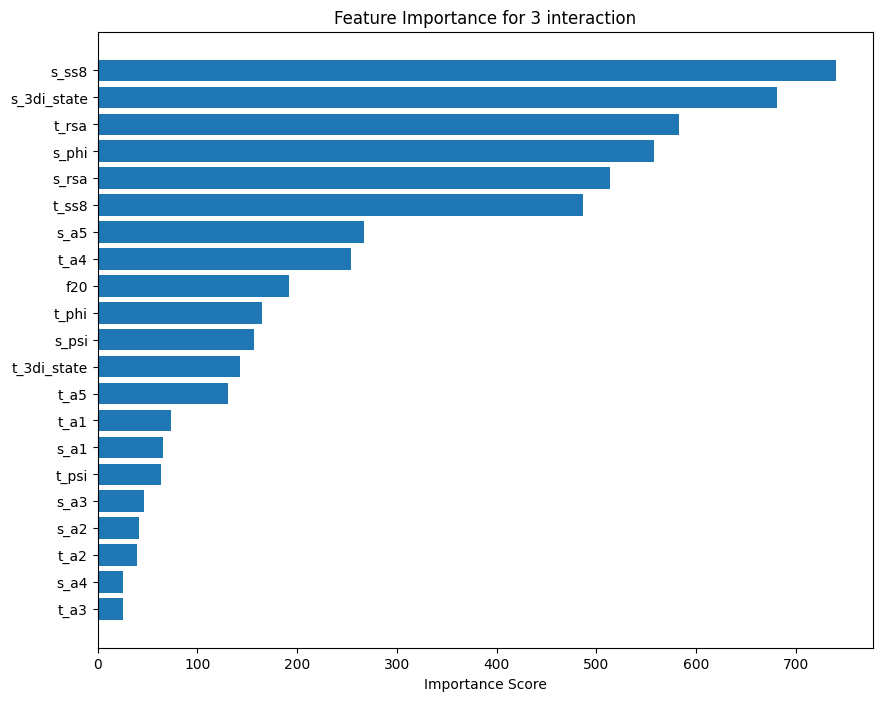 Feature Importance for 3 interaction
s_ss8
s_3di_state
t_rsa
s_phi
s_rsa
t_ss8
s_a5
t_a4
f20
t_phi
s_psi
t_3di_state
t_a5
t_a1
s_a1
t_psi
s_a3
s_a2
t_a2
s_a4
t_a3
0 100 200 300 400 500 600 700
Importance Score